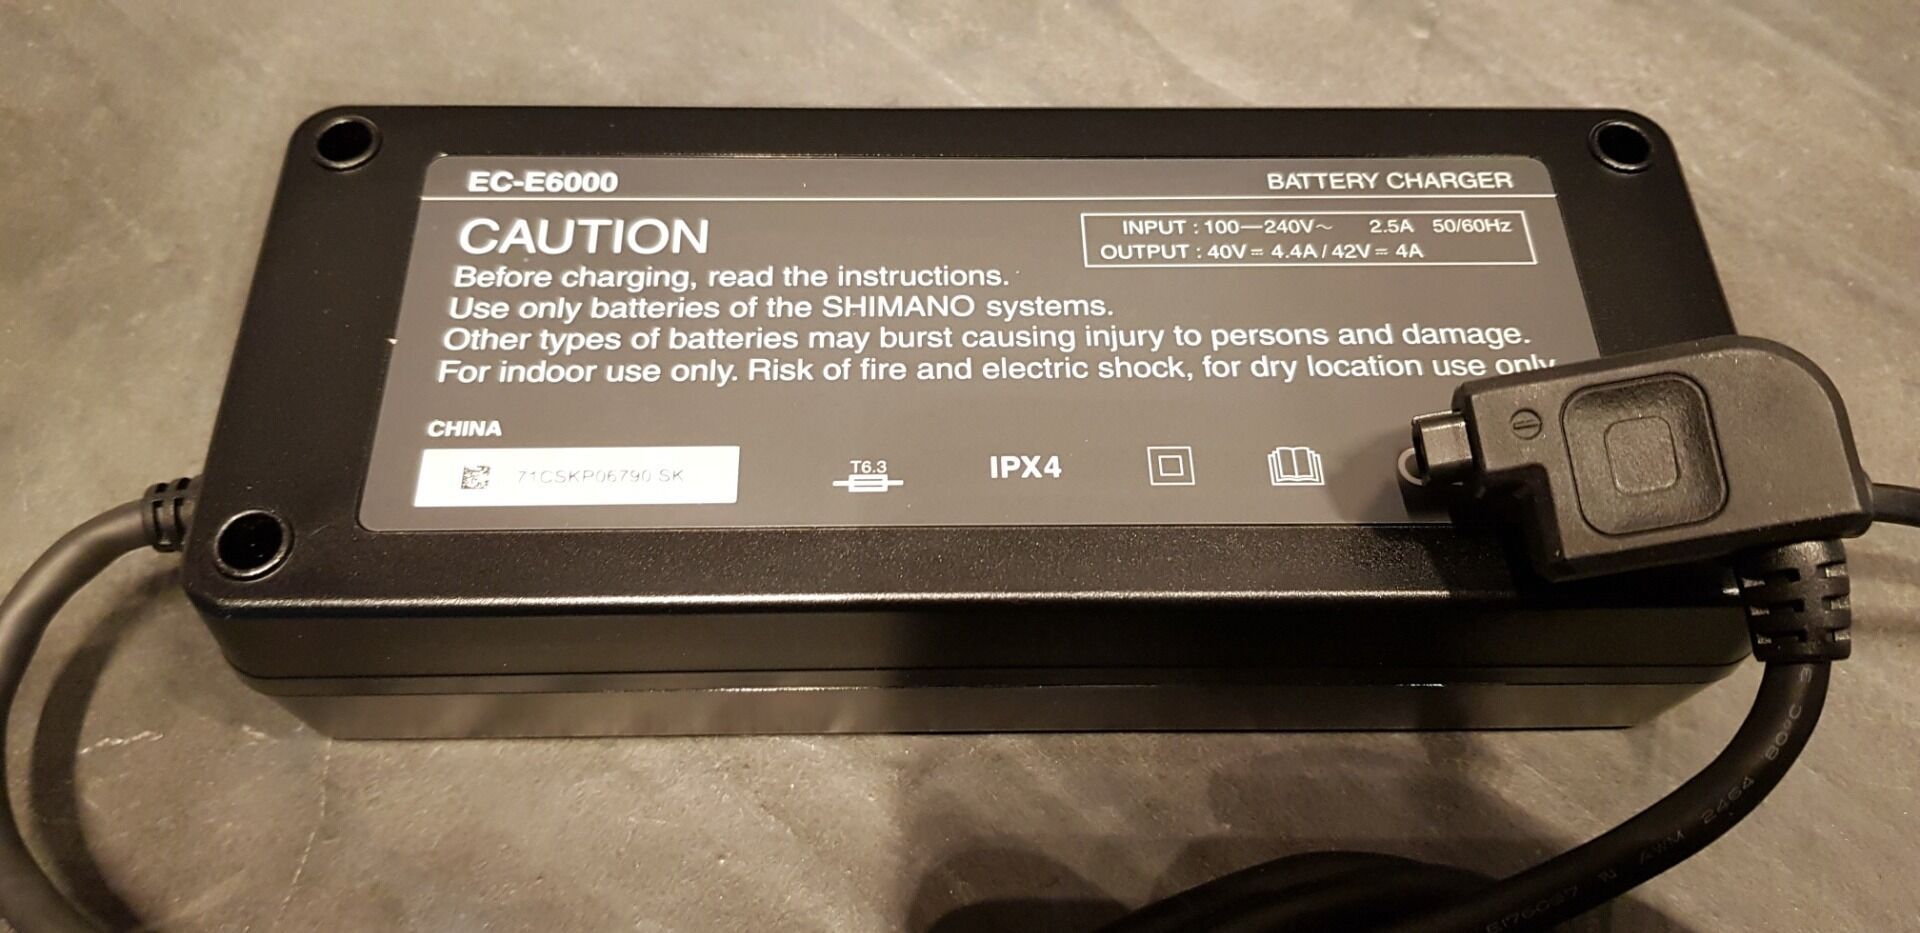 EC-E6000
BATTERY CHARGER
CAUTION
INPUT : 100—240V~ 2.5A 50/60Hz
OUTPUT : 40V⎓ 4.4A / 42V⎓ 4A
Before charging, read the instructions.
Use only batteries of the SHIMANO systems.
Other types of batteries may burst causing injury to persons and damage.
For indoor use only. Risk of fire and electric shock, for dry location use only
CHINA
71CSKP06790 SK
T6.3
IPX4
AWM 2464 80°C